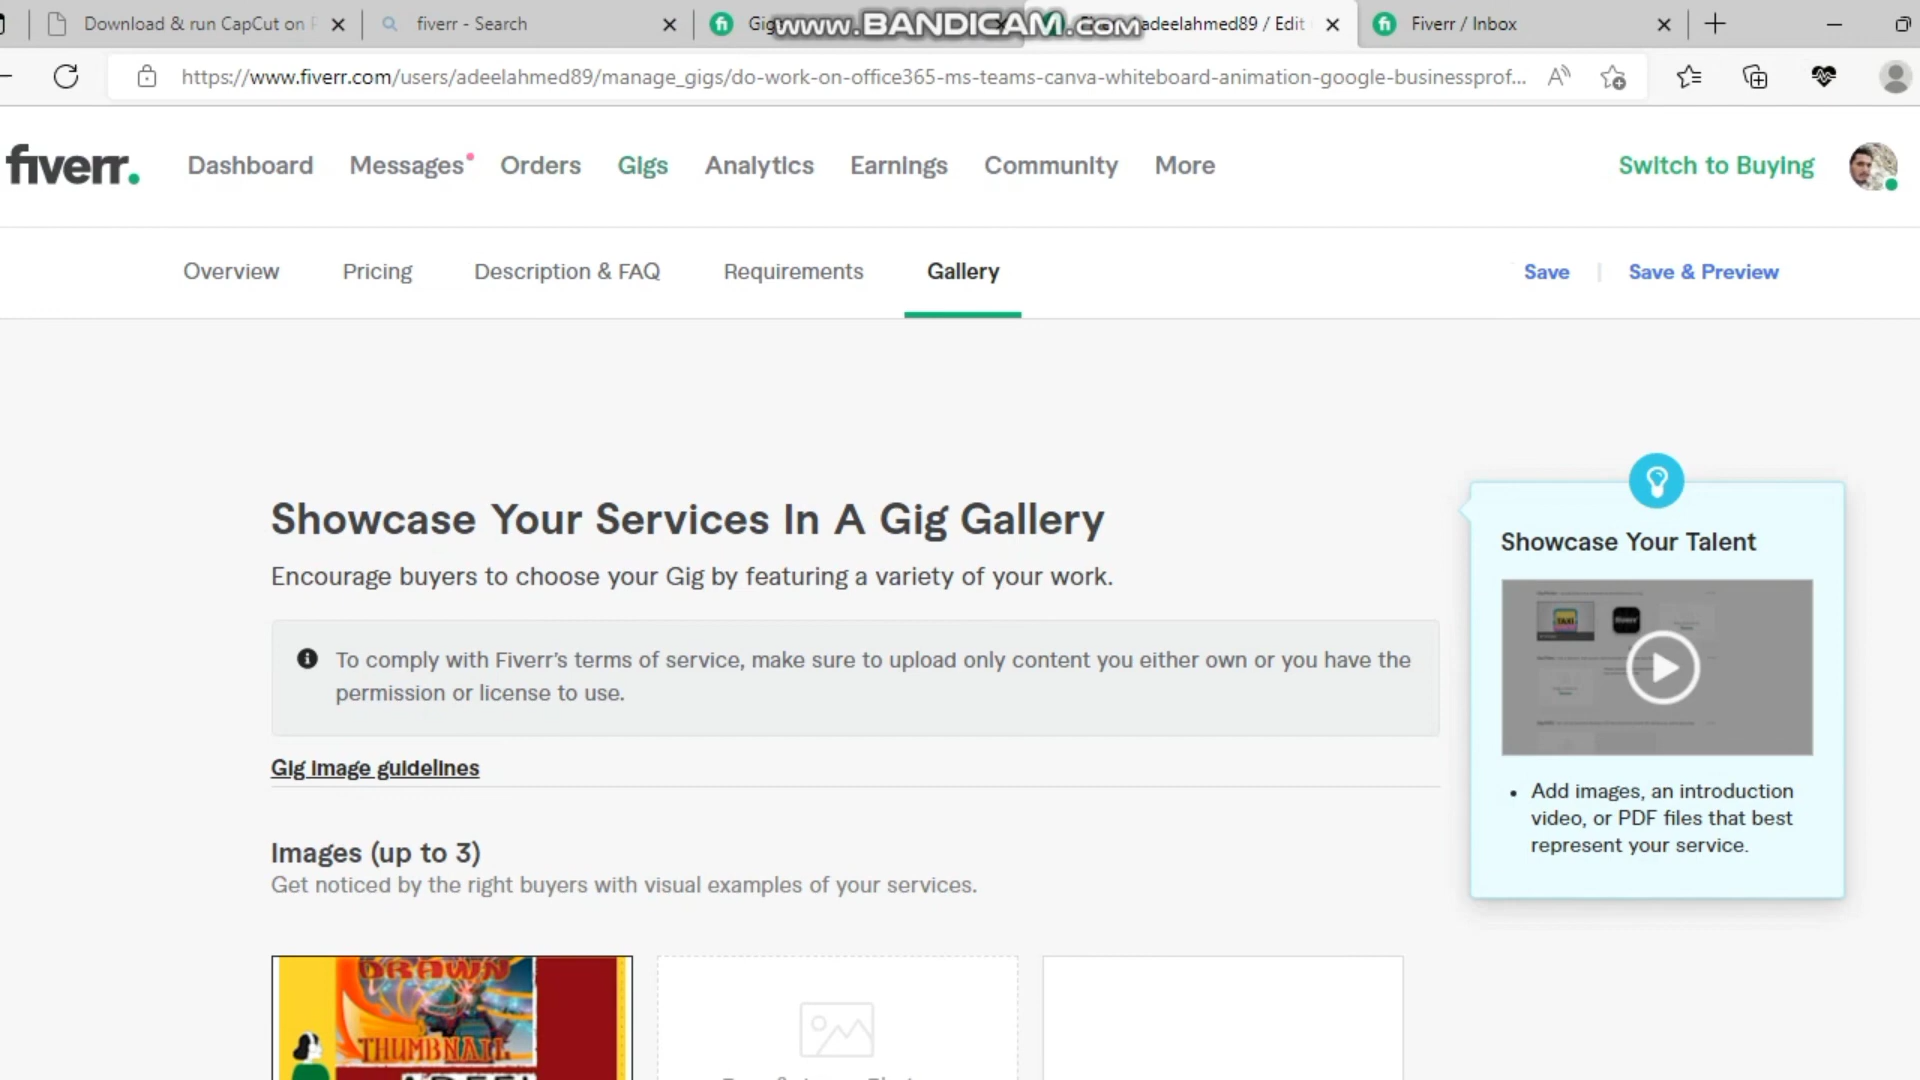 Download & run CapCut on
fiverr - Search
www.BANDICAM.com
adeelahmed89 / Edit
Fiverr / Inbox
https://www.fiverr.com/users/adeelahmed89/manage_gigs/do-work-on-office365-ms-teams-canva-whiteboard-animation-google-businessprof...
fiverr.
Dashboard
Messages
Orders
Gigs
Analytics
Earnings
Community
More
Switch to Buying
Overview
Pricing
Description & FAQ
Requirements
Gallery
Save
Save & Preview
Showcase Your Services In A Gig Gallery
Encourage buyers to choose your Gig by featuring a variety of your work.
To comply with Fiverr's terms of service, make sure to upload only content you either own or you have the
permission or license to use.
Gig image guidelines
Showcase Your Talent
TAXI
fiverr
• Add images, an introduction
video, or PDF files that best
represent your service.
Images (up to 3)
Get noticed by the right buyers with visual examples of your services.
DRAWN
THUMBNAIL